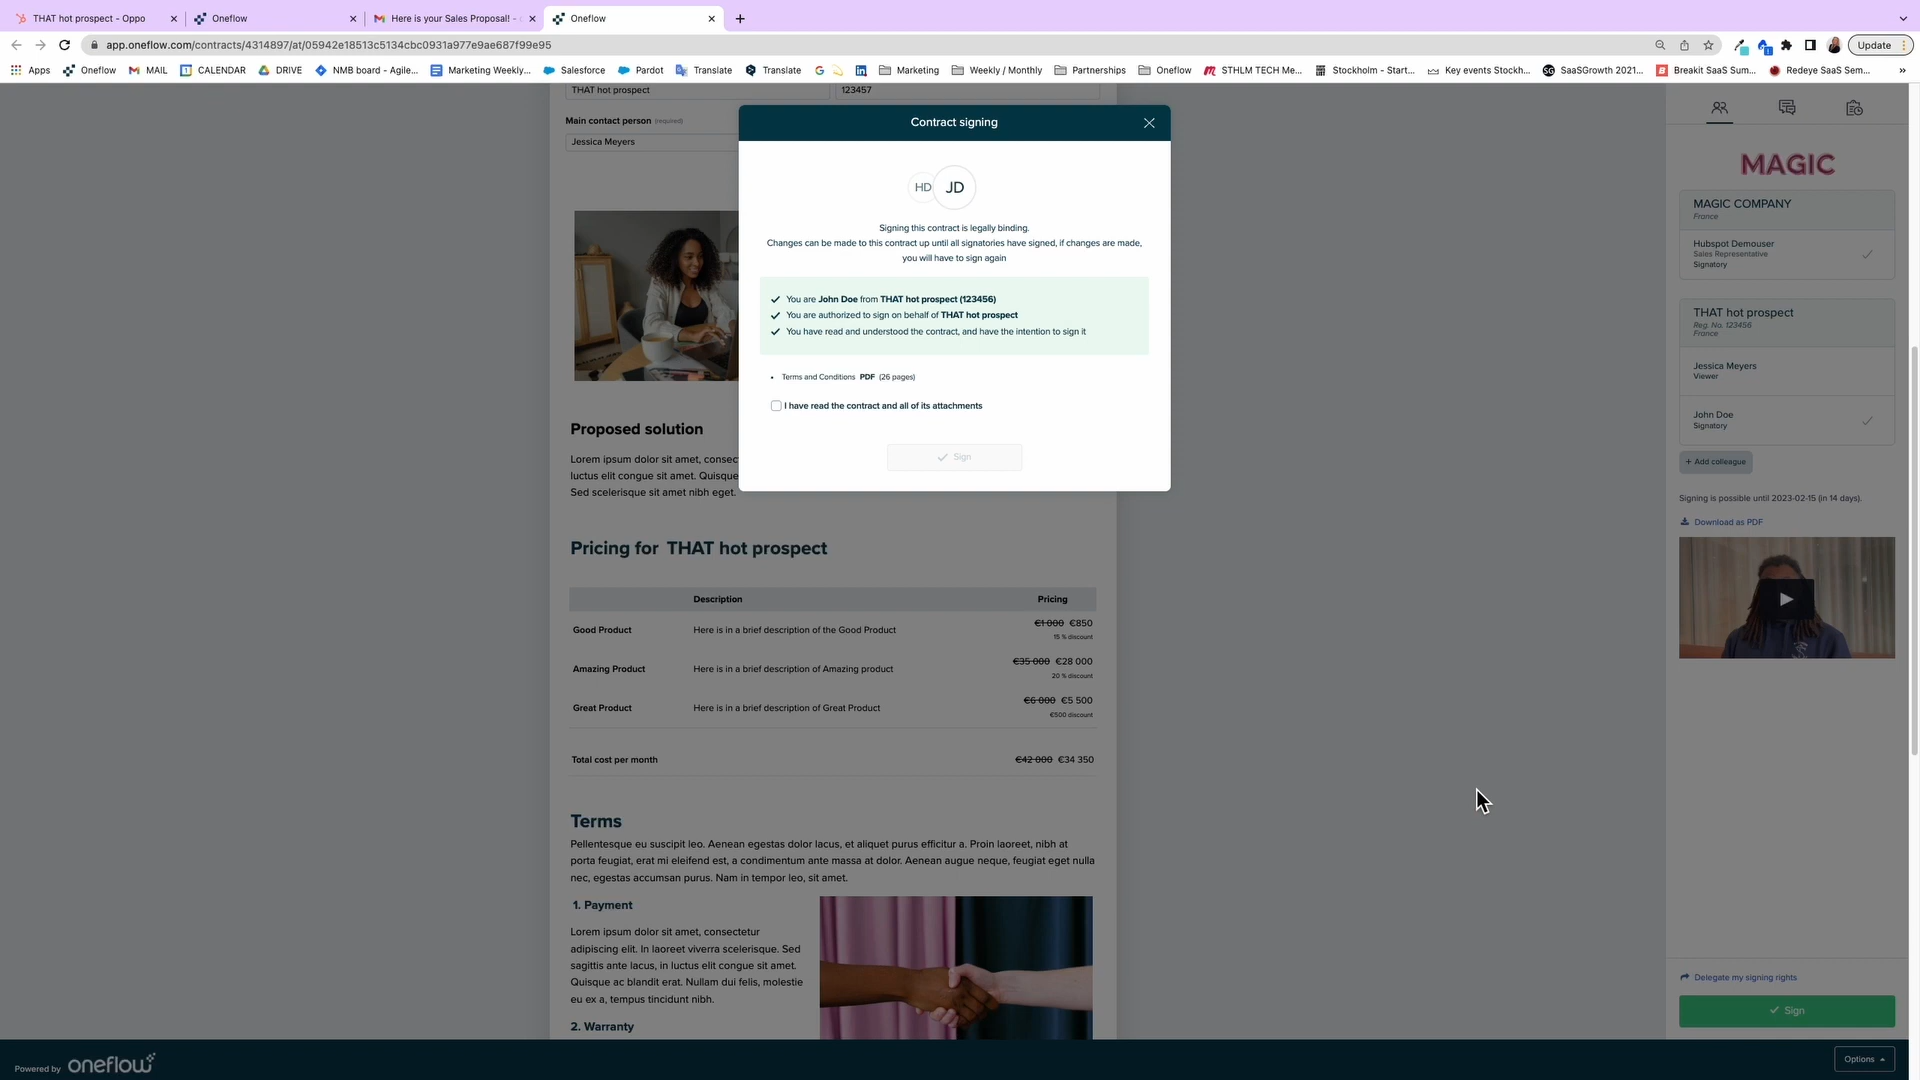 THAT hot prospect - Oppo
Oneflow
Here is your Sales Proposal! -
Oneflow
app.oneflow.com/contracts/4314897/at/05942e18513c5134cbc0931a977e9ae687f99e95
Update
Apps
Oneflow
MAIL
CALENDAR
DRIVE
NMB board - Agile...
Marketing Weekly...
Salesforce
Pardot
Translate
Translate
Marketing
Weekly / Monthly
Partnerships
Oneflow
STHLM TECH Me...
Stockholm - Start...
Key events Stockh...
SaaSGrowth 2021...
Breakit SaaS Sum...
Redeye SaaS Sem...
THAT hot prospect
123457
Main contact person (required)
Jessica Meyers
Contract signing
HD
JD
Signing this contract is legally binding.
Changes can be made to this contract up until all signatories have signed, if changes are made,
you will have to sign again
You are John Doe from THAT hot prospect (123456)
You are authorized to sign on behalf of THAT hot prospect
You have read and understood the contract, and have the intention to sign it
• Terms and Conditions PDF (26 pages)
I have read the contract and all of its attachments
Sign
Proposed solution
Lorem ipsum dolor sit amet, consec
luctus elit congue sit amet. Quisque
Sed scelerisque sit amet nibh eget.
Pricing for THAT hot prospect
Description
Pricing
Good Product
Here is in a brief description of the Good Product
€1 000 €850
15 % discount
Amazing Product
Here is in a brief description of Amazing product
€35 000 €28 000
20 % discount
Great Product
Here is in a brief description of Great Product
€6 000 €5 500
€500 discount
Total cost per month
€42 000 €34 350
Terms
Pellentesque eu suscipit leo. Aenean egestas dolor lacus, et aliquet purus efficitur a. Proin laoreet, nibh at
porta feugiat, erat mi eleifend est, a condimentum ante massa at dolor. Aenean augue neque, feugiat eget nulla
nec, egestas accumsan purus. Nam in tempor leo, sit amet.
1. Payment
Lorem ipsum dolor sit amet, consectetur
adipiscing elit. In laoreet viverra scelerisque. Sed
sagittis ante lacus, in luctus elit congue sit amet.
Quisque ac blandit erat. Nullam dui felis, molestie
eu ex a, tempus tincidunt nibh.
2. Warranty
MAGIC
MAGIC COMPANY
France
Hubspot Demouser
Sales Representative
Signatory
THAT hot prospect
Reg. No. 123456
France
Jessica Meyers
Viewer
John Doe
Signatory
+ Add colleague
Signing is possible until 2023-02-15 (in 14 days).
Download as PDF
Delegate my signing rights
Sign
Powered by oneflow
Options